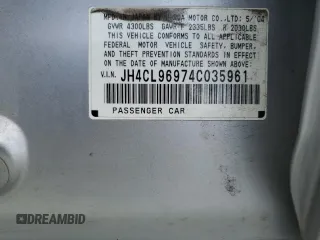 MFD. IN JAPAN BY HONDA MOTOR CO.,LTD: 5/04
GVWR 4300LBS GAWR F 2335LBS R 2030LBS
THIS VEHICLE CONFORMS TO ALL APPLICABLE
FEDERAL MOTOR VEHICLE SAFETY, BUMPER,
AND THEFT PREVENTION STANDARDS IN
EFFECT ON THE DATE OF MANUFACTURE
SHOWN ABOVE.
V.I.N. JH4CL96974C035961
PASSENGER CAR
DREAMBID